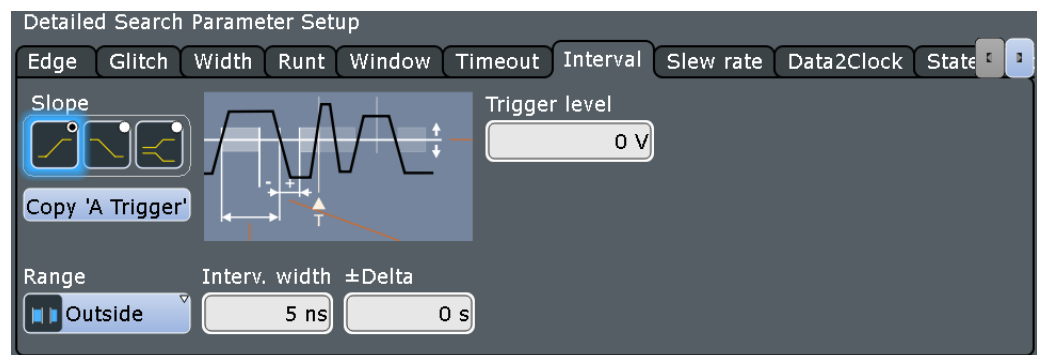 Detailed Search Parameter Setup
Edge Glitch Width Runt Window Timeout Interval Slew rate Data2Clock State
Slope
Trigger level
0 V
Copy 'A Trigger'
- +
T
Range Interv. width ±Delta
Outside 5 ns 0 s